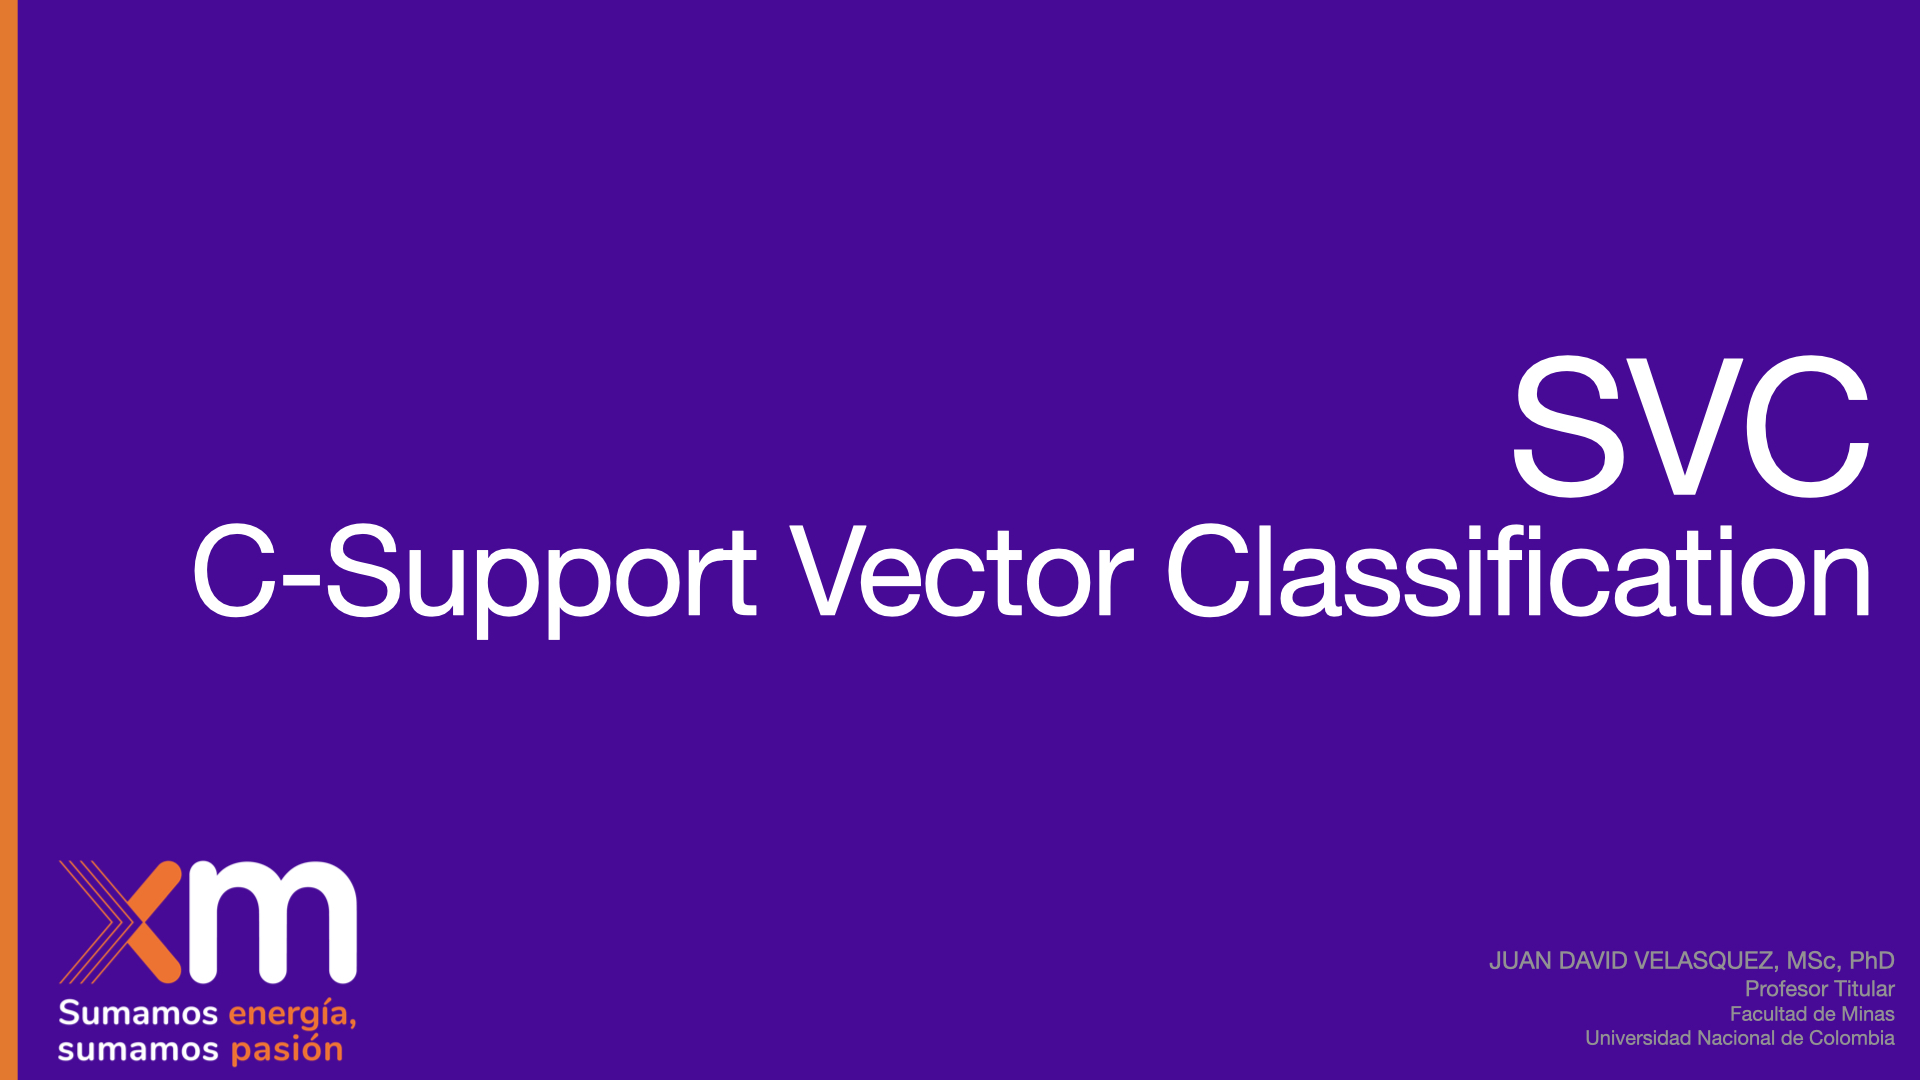 SVC
C-Support Vector Classification
xm
Sumamos energía,
sumamos pasión
JUAN DAVID VELASQUEZ, MSc, PhD
Profesor Titular
Facultad de Minas
Universidad Nacional de Colombia